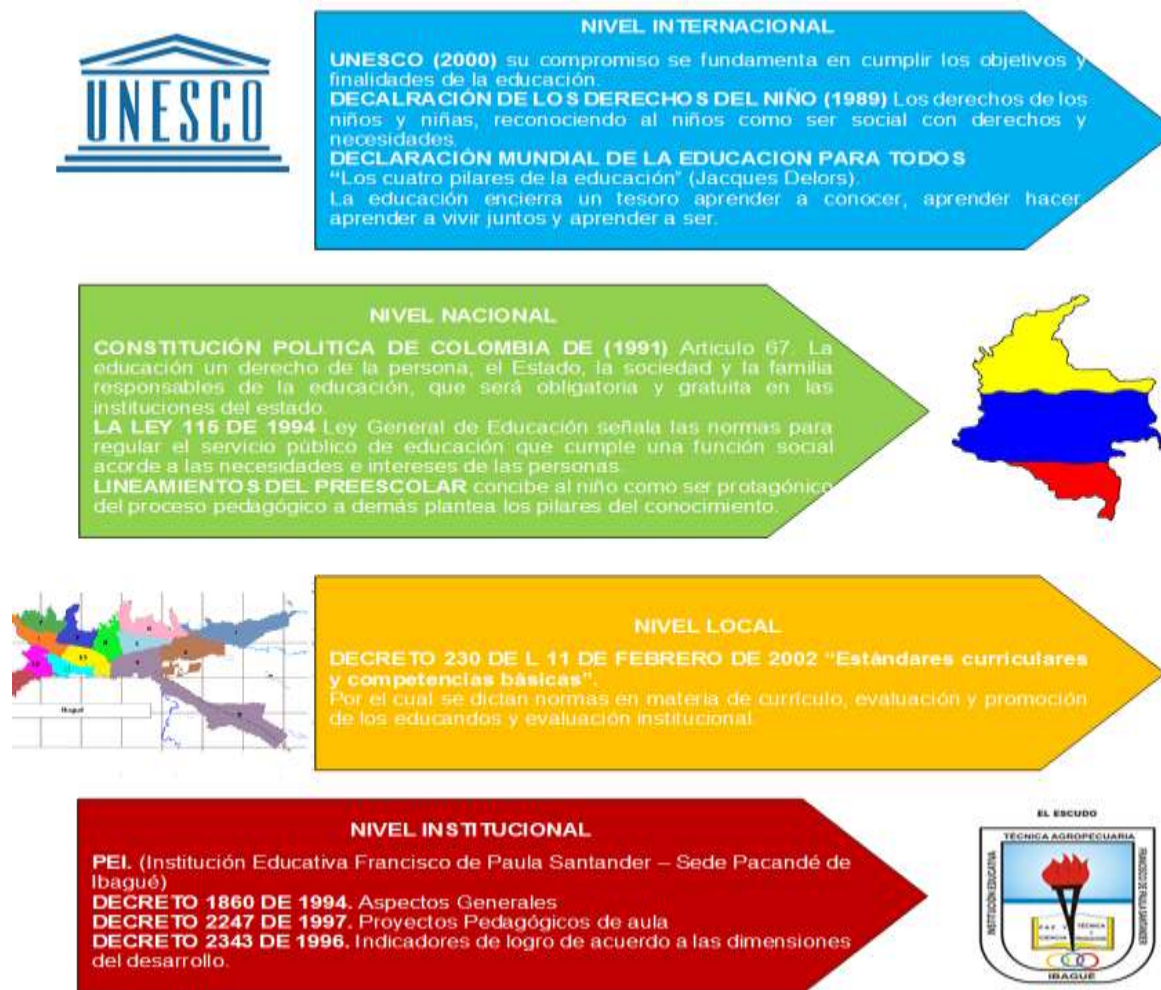 UNESCO
NIVEL INTERNACIONAL
UNESCO (2000) su compromiso se fundamenta en cumplir los objetivos y
finalidades de la educación.
DECALRACIÓN DE LOS DERECHOS DEL NIÑO (1989) Los derechos de los
niños y niñas, reconociendo al niños como ser social con derechos y
necesidades.
DECLARACIÓN MUNDIAL DE LA EDUCACION PARA TODOS
"Los cuatro pilares de la educación" (Jacques Delors).
La educación encierra un tesoro aprender a conocer, aprender hacer,
aprender a vivir juntos y aprender a ser.
NIVEL NACIONAL
CONSTITUCIÓN POLITICA DE COLOMBIA DE (1991) Articulo 67. La
educación un derecho de la persona, el Estado, la sociedad y la familia
responsables de la educación, que será obligatoria y gratuita en las
instituciones del estado.
LA LEY 115 DE 1994 Ley General de Educación señala las normas para
regular el servicio público de educación que cumple una función social
acorde a las necesidades e intereses de las personas.
LINEAMIENTOS DEL PREESCOLAR concibe al niño como ser protagónico
del proceso pedagógico a demás plantea los pilares del conocimiento.
Ibagué
NIVEL LOCAL
DECRETO 230 DE L 11 DE FEBRERO DE 2002 "Estándares curriculares
y competencias básicas".
Por el cual se dictan normas en materia de currículo, evaluación y promoción
de los educandos y evaluación institucional.
NIVEL INSTITUCIONAL
PEI. (Institución Educativa Francisco de Paula Santander – Sede Pacandé de
Ibagué)
DECRETO 1860 DE 1994. Aspectos Generales
DECRETO 2247 DE 1997. Proyectos Pedagógicos de aula
DECRETO 2343 DE 1996. Indicadores de logro de acuerdo a las dimensiones
del desarrollo.
EL ESCUDO
TÉCNICA AGROPECUARIA
INSTITUCIÓN EDUCATIVA
FRANCISCO DE PAULA SANTANDER
PAZ Y
CIENCIA
TÉCNICA
IBAGUÉ